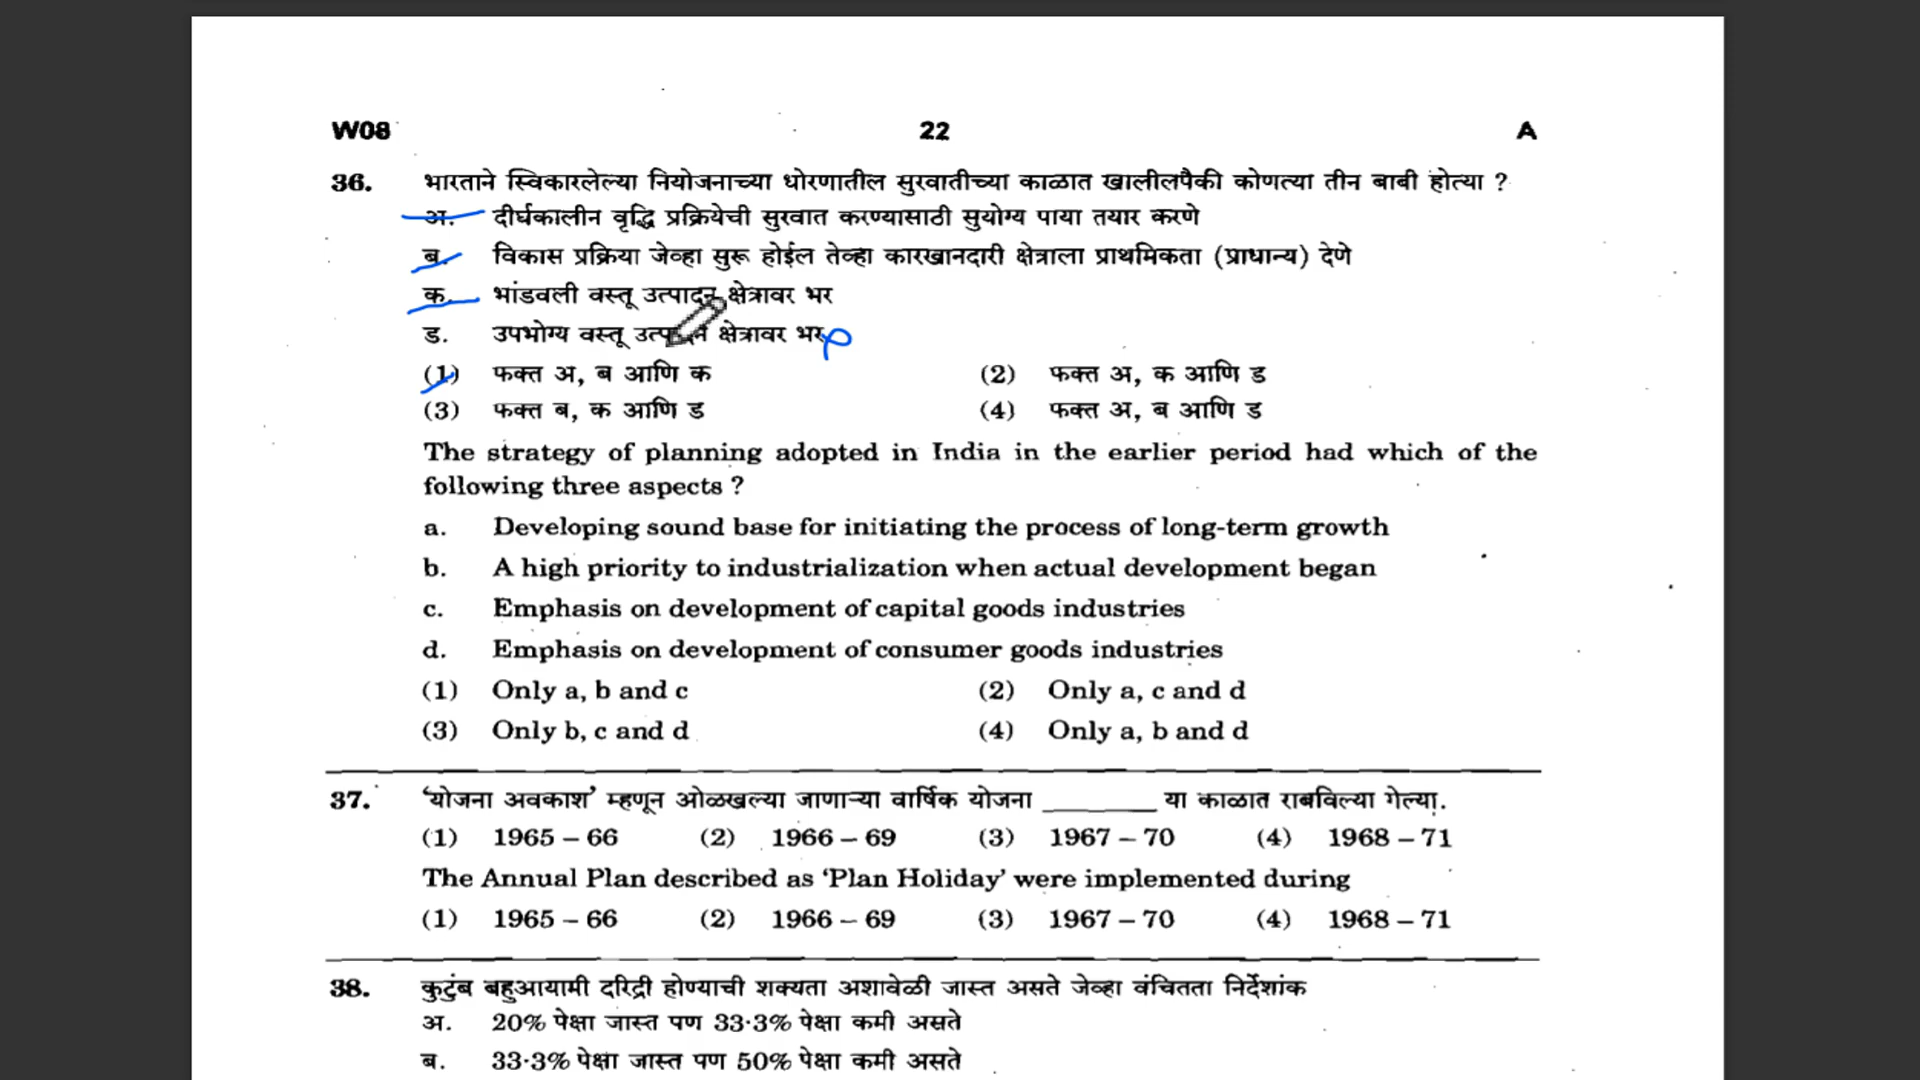 W08 22 A
36. भारताने स्विकारलेल्या नियोजनाच्या धोरणातील सुरवातीच्या काळात खालीलपैकी कोणत्या तीन बाबी होत्या ?
अ. दीर्घकालीन वृद्धि प्रक्रियेची सुरवात करण्यासाठी सुयोग्य पाया तयार करणे
ब. विकास प्रक्रिया जेव्हा सुरू होईल तेव्हा कारखानदारी क्षेत्राला प्राथमिकता (प्राधान्य) देणे
क. भांडवली वस्तू उत्पादन क्षेत्रावर भर
ड. उपभोग्य वस्तू उत्पादन क्षेत्रावर भर
(1) फक्त अ, ब आणि क (2) फक्त अ, क आणि ड
(3) फक्त ब, क आणि ड (4) फक्त अ, ब आणि ड
The strategy of planning adopted in India in the earlier period had which of the
following three aspects ?
a. Developing sound base for initiating the process of long-term growth
b. A high priority to industrialization when actual development began
c. Emphasis on development of capital goods industries
d. Emphasis on development of consumer goods industries
(1) Only a, b and c (2) Only a, c and d
(3) Only b, c and d (4) Only a, b and d
37. ‘योजना अवकाश’ म्हणून ओळखल्या जाणाऱ्या वार्षिक योजना ________ या काळात राबविल्या गेल्या.
(1) 1965 – 66 (2) 1966 – 69 (3) 1967 – 70 (4) 1968 – 71
The Annual Plan described as ‘Plan Holiday’ were implemented during
(1) 1965 – 66 (2) 1966 – 69 (3) 1967 – 70 (4) 1968 – 71
38. कुटुंब बहुआयामी दरिद्री होण्याची शक्यता अशावेळी जास्त असते जेव्हा वंचितता निर्देशांक
अ. 20% पेक्षा जास्त पण 33·3% पेक्षा कमी असते
ब. 33·3% पेक्षा जास्त पण 50% पेक्षा कमी असते